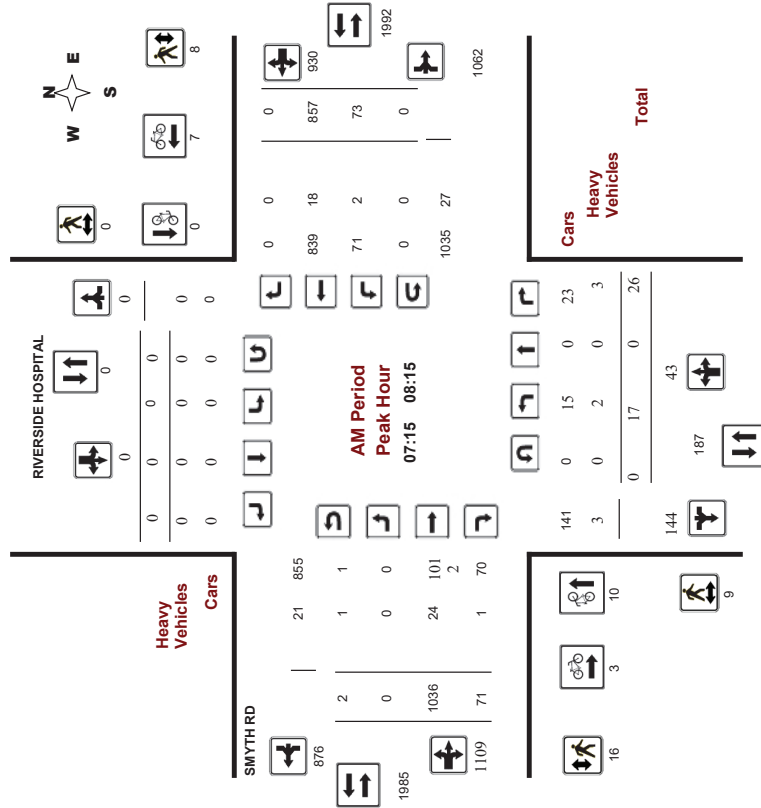 RIVERSIDE HOSPITAL
N
E
S
W
8
7
0
0
0
0
0
0 0 0 0
0 0 0 0 0
0 0 0 0 0
Heavy
Vehicles
Cars
930
1992
1062
0 857 73 0
0 18 2 0 27
0 839 71 0 1035
AM Period
Peak Hour
07:15 08:15
855 1 0 101
2 70
21 1 0 24 1
2 0 1036 71
SMYTH RD
876
1985
1109
141 0 15 0 23
Cars
3 0 2 0 3
Heavy
Vehicles
0 17 0 26
Total
144
187
43
10
3
16
9